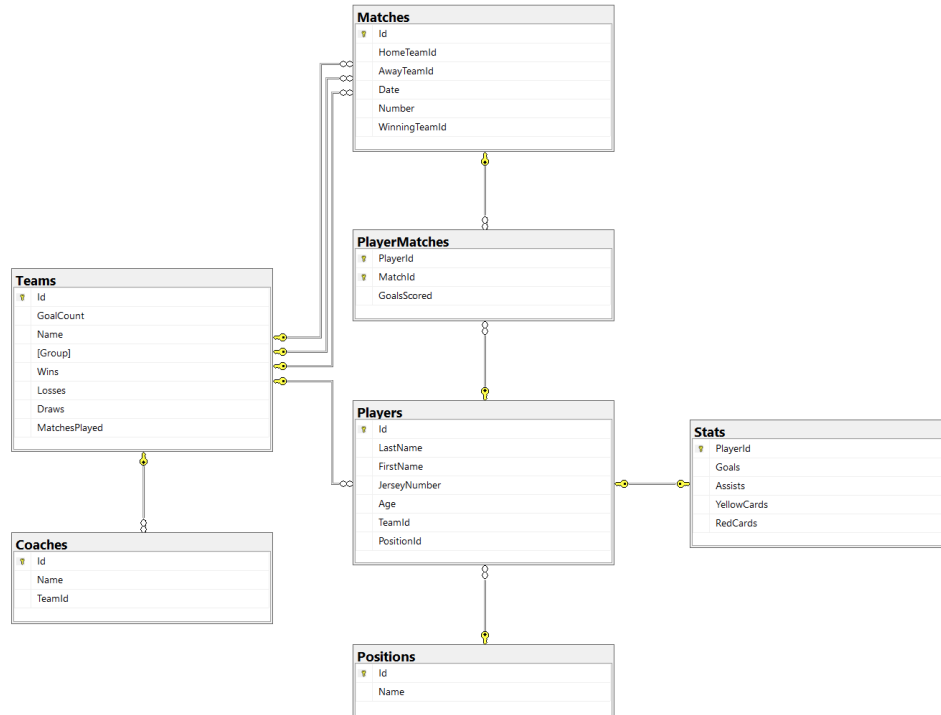 Matches
Id
HomeTeamId
AwayTeamId
Date
Number
WinningTeamId
PlayerMatches
PlayerId
MatchId
GoalsScored
Teams
Id
GoalCount
Name
[Group]
Wins
Losses
Draws
MatchesPlayed
Players
Id
LastName
FirstName
JerseyNumber
Age
TeamId
PositionId
Stats
PlayerId
Goals
Assists
YellowCards
RedCards
Coaches
Id
Name
TeamId
Positions
Id
Name